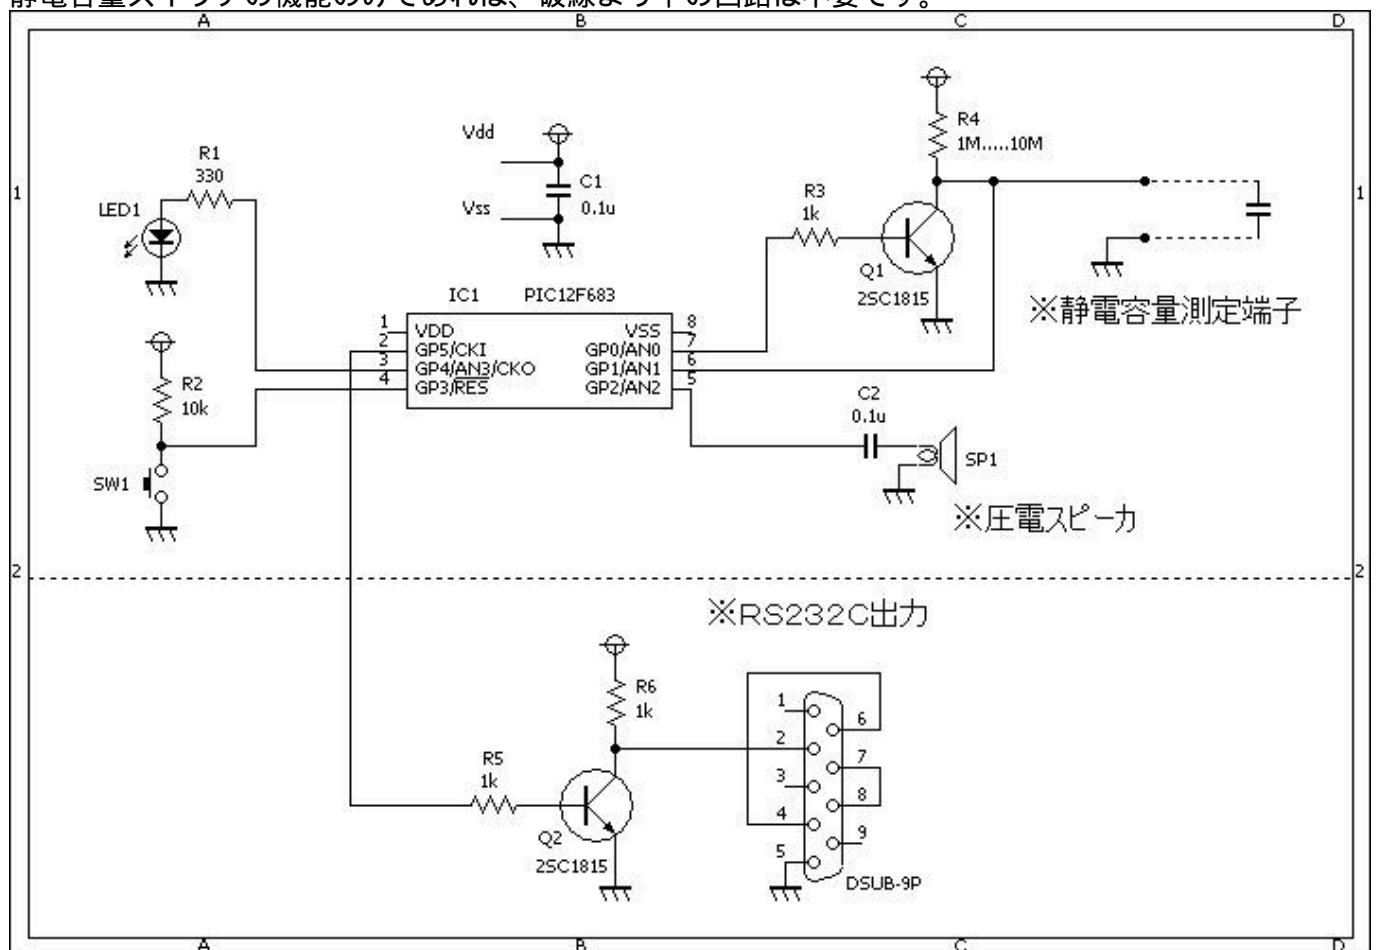 静電容量スイッチの機能のみであれば、破線より下の回路は不要です。
A B C D
1 1
R4
1M.....10M
Vdd
C1
0.1u
Vss
R1
330
LED1
R3
1k
Q1
2SC1815
※静電容量測定端子
IC1 PIC12F683
1 VDD VSS 8
2 GP5/CKI GP0/AN0 7
3 GP4/AN3/CKO GP1/AN1 6
4 GP3/RES GP2/AN2 5
R2
10k
SW1
C2
0.1u
SP1
※圧電スピーカ
2 2
※RS232C出力
R6
1k
R5
1k
Q2
2SC1815
1
6
2
7
3
8
4
9
5
DSUB-9P
A B C D